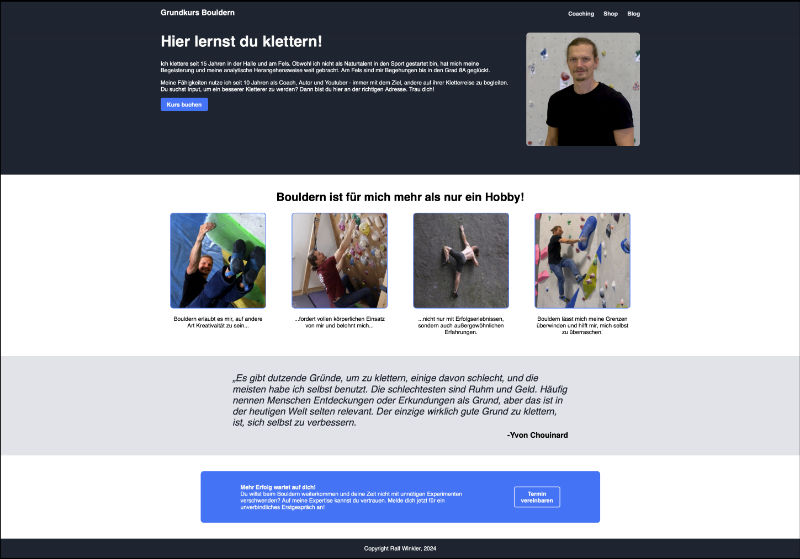 Grundkurs Bouldern
Coaching Shop Blog
Hier lernst du klettern!
Ich klettere seit 15 Jahren in der Halle und am Fels. Obwohl ich nicht als Naturtalent in den Sport gestartet bin, hat mich meine
Begeisterung und meine analytische Herangehensweise weit gebracht. Am Fels sind mir Begehungen bis in den Grad 8A geglückt.
Meine Fähigkeiten nutze ich seit 10 Jahren als Coach, Autor und Youtuber - immer mit dem Ziel, andere auf ihrer Kletterreise zu begleiten.
Du suchst Input, um ein besserer Kletterer zu werden? Dann bist du hier an der richtigen Adresse. Trau dich!
Kurs buchen
Bouldern ist für mich mehr als nur ein Hobby!
Bouldern erlaubt es mir, auf andere
Art Kreativität zu sein...
...fordert vollen körperlichen Einsatz
von mir und belohnt mich...
...nicht nur mit Erfolgserlebnissen,
sondern auch außergewöhnlichen
Erfahrungen.
Bouldern lässt mich meine Grenzen
überwinden und hilft mir, mich selbst
zu überraschen
„Es gibt dutzende Gründe, um zu klettern, einige davon schlecht, und die
meisten habe ich selbst benutzt. Die schlechtesten sind Ruhm und Geld. Häufig
nennen Menschen Entdeckungen oder Erkundungen als Grund, aber das ist in
der heutigen Welt selten relevant. Der einzige wirklich gute Grund zu klettern,
ist, sich selbst zu verbessern.
-Yvon Chouinard
Mehr Erfolg wartet auf dich!
Du willst beim Bouldern weiterkommen und deine Zeit nicht mit unnötigen Experimenten
verschwenden? Auf meine Expertise kannst du vertrauen. Melde dich jetzt für ein
unverbindliches Erstgespräch an!
Termin
vereinbaren
Copyright Ralf Winkler, 2024